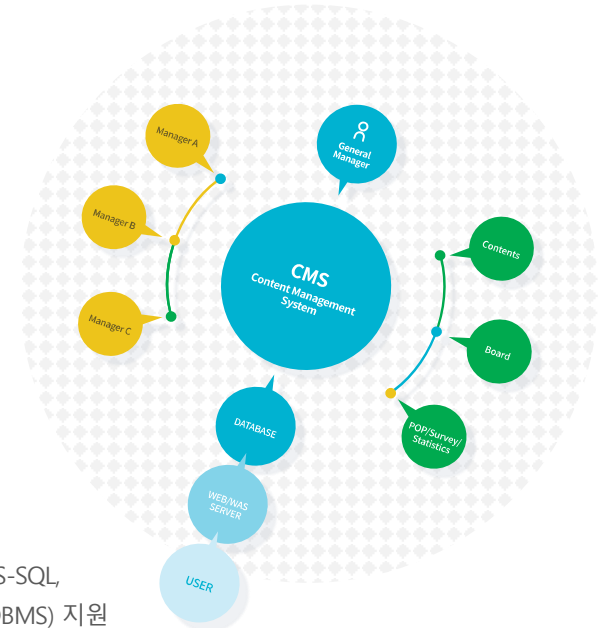 Manager A
General
Manager
Manager B
Contents
CMS
Content Management
System
Manager C
Board
DATABASE
POP/Survey/
Statistics
WEB/WAS
SERVER
USER
S-SQL,
DBMS) 지원